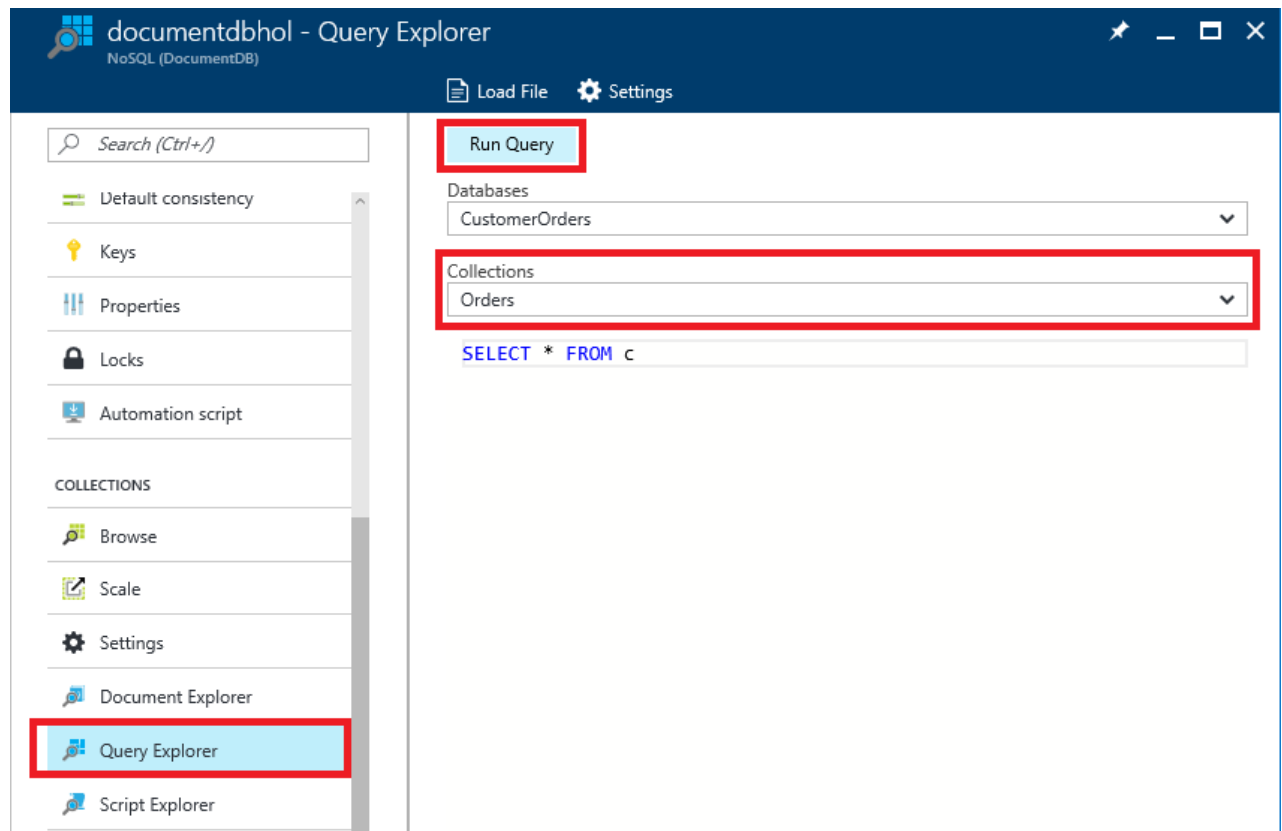 documentdbhol - Query Explorer
NoSQL (DocumentDB)
Load File Settings
Search (Ctrl+/)
Default consistency
Keys
Properties
Locks
Automation script
COLLECTIONS
Browse
Scale
Settings
Document Explorer
Query Explorer
Script Explorer
Run Query
Databases
CustomerOrders
Collections
Orders
SELECT * FROM c